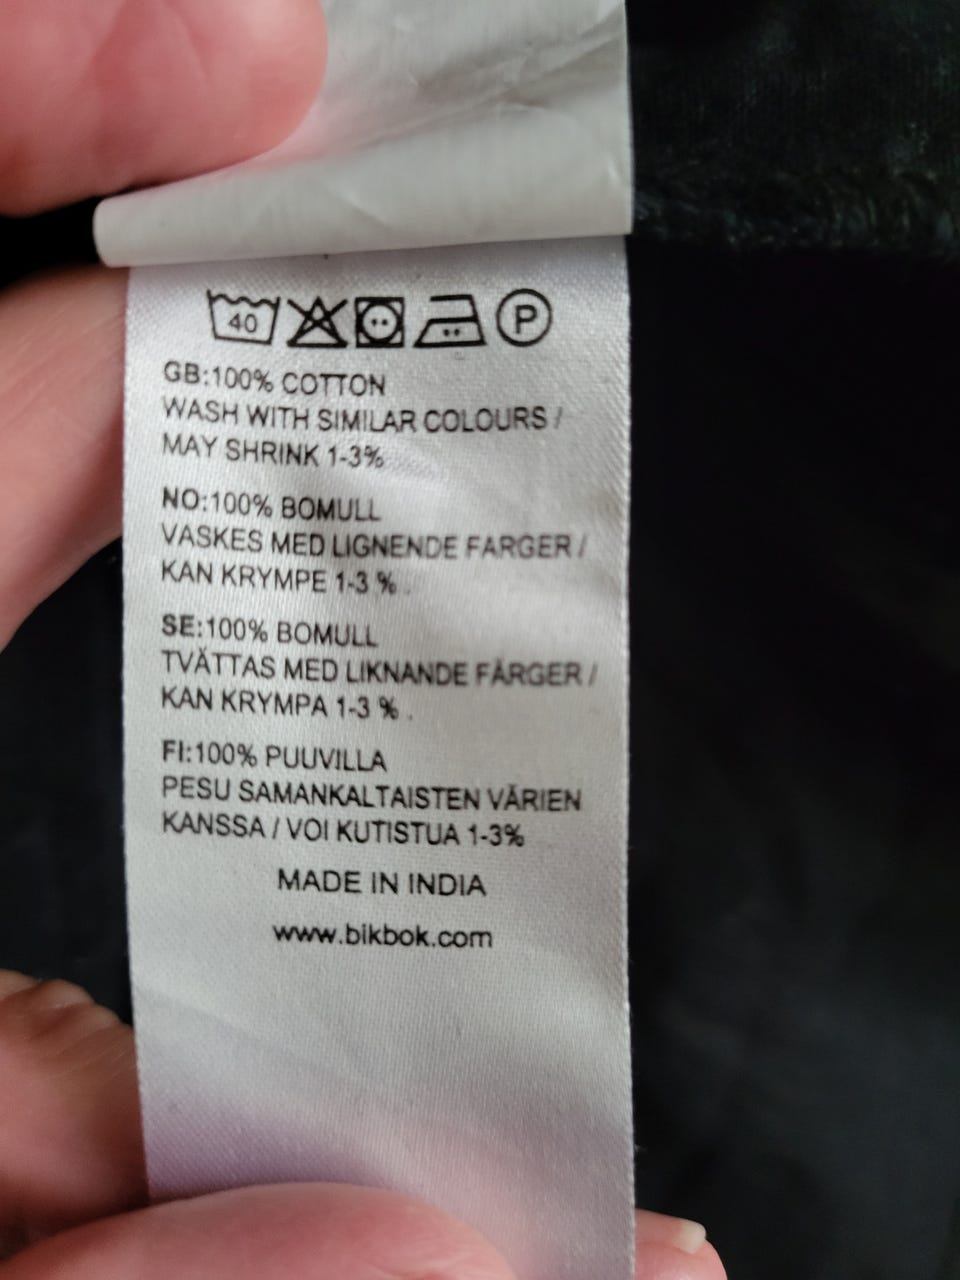 40 P
GB:100% COTTON
WASH WITH SIMILAR COLOURS /
MAY SHRINK 1-3%
NO:100% BOMULL
VASKES MED LIGNENDE FARGER /
KAN KRYMPE 1-3 % .
SE:100% BOMULL
TVÄTTAS MED LIKNANDE FÄRGER /
KAN KRYMPA 1-3 % .
FI:100% PUUVILLA
PESU SAMANKALTAISTEN VÄRIEN
KANSSA / VOI KUTISTUA 1-3%
MADE IN INDIA
www.bikbok.com